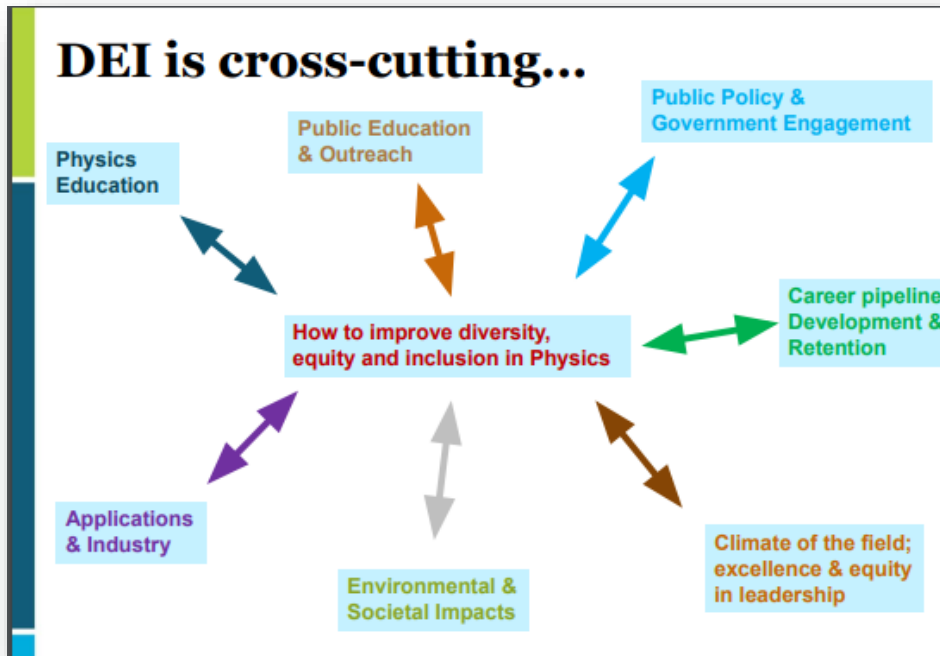 DEI is cross-cutting...
Public Policy &
Government Engagement
Public Education
& Outreach
Physics
Education
Career pipeline
Development &
Retention
How to improve diversity,
equity and inclusion in Physics
Applications
& Industry
Environmental &
Societal Impacts
Climate of the field;
excellence & equity
in leadership